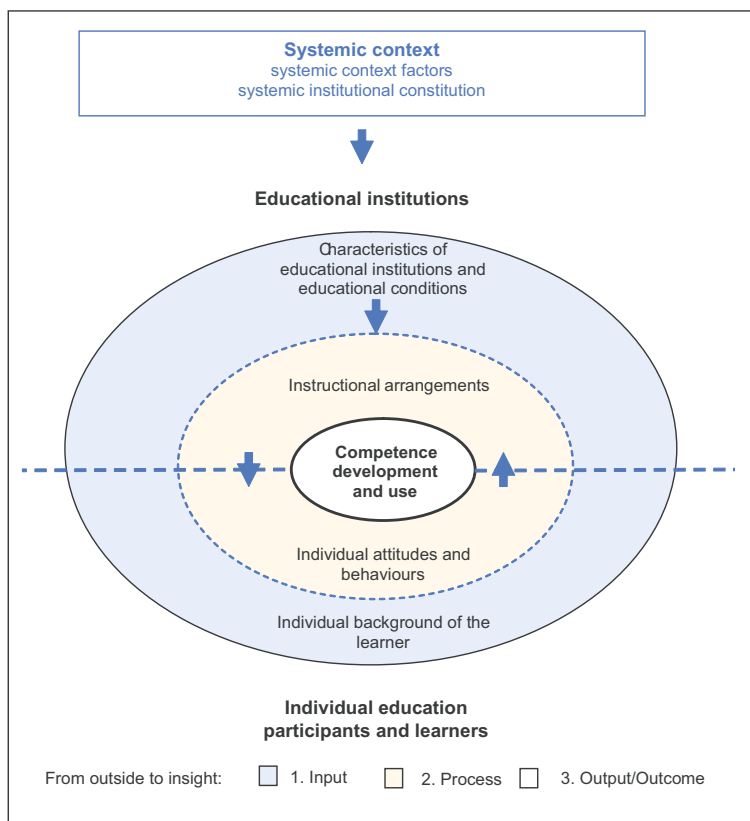 Systemic context
systemic context factors
systemic institutional constitution
Educational institutions
Characteristics of
educational institutions and
educational conditions
Instructional arrangements
Competence
development
and use
Individual attitudes and
behaviours
Individual background of the
learner
Individual education
participants and learners
From outside to insight: 1. Input 2. Process 3. Output/Outcome